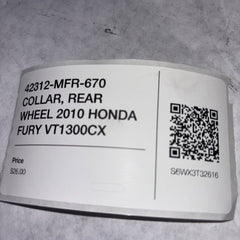 42312-MFR-670
COLLAR, REAR
WHEEL 2010 HONDA
FURY VT1300CX
Price
$26.00
S6WX3T32616